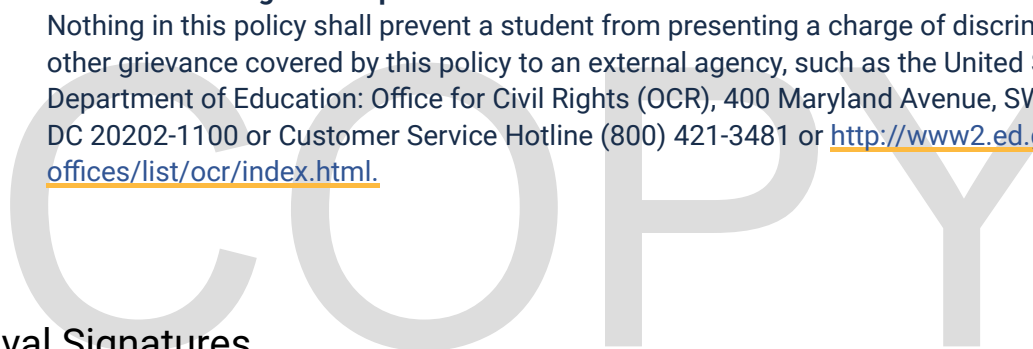 Nothing in this policy shall prevent a student from presenting a charge of
other grievance covered by this policy to an external agency, such as the United
Department of Education: Office for Civil Rights (OCR), 400 Maryland Avenue,
DC 20202-1100 or Customer Service Hotline (800) 421-3481 or http://www2.ed.
offices/list/ocr/index.html.
COPY
Signatures